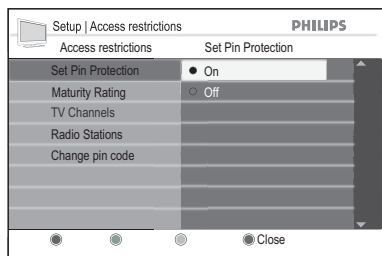 Setup | Access restrictions PHILIPS
Access restrictions Set Pin Protection
Set Pin Protection On
Maturity Rating Off
TV Channels
Radio Stations
Change pin code
Close